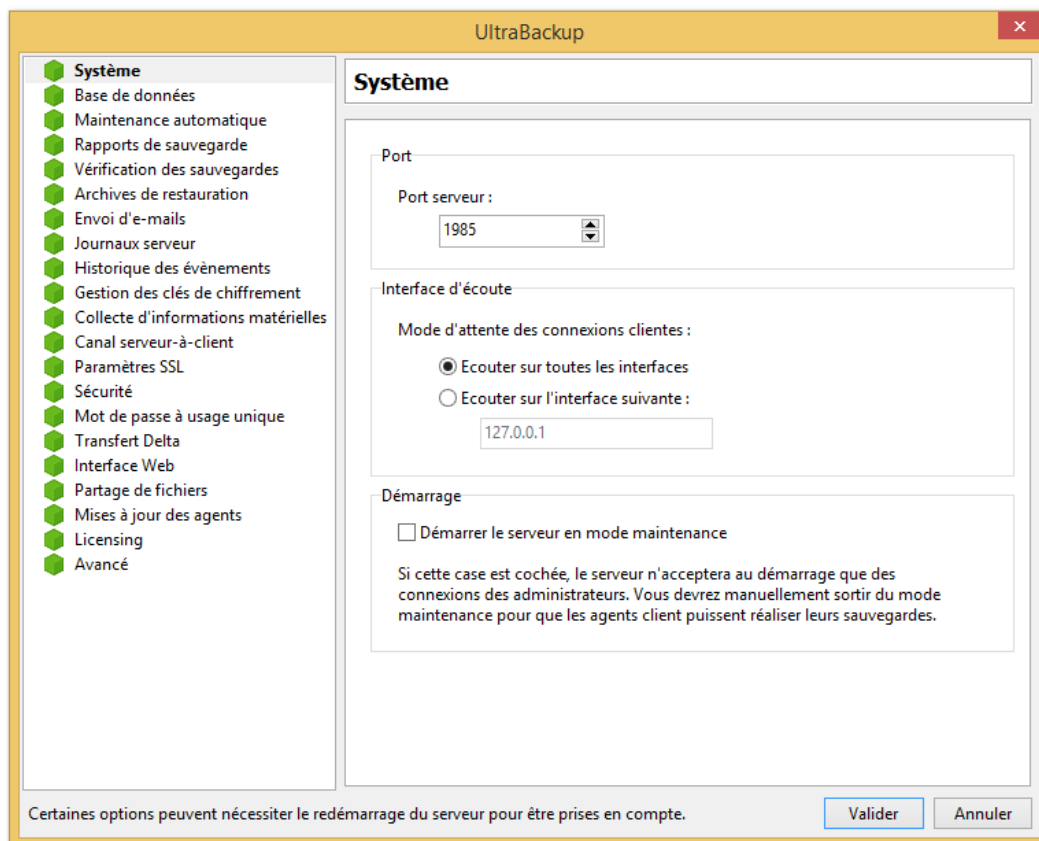 UltraBackup
Système
Base de données
Maintenance automatique
Rapports de sauvegarde
Vérification des sauvegardes
Archives de restauration
Envoi d'e-mails
Journaux serveur
Historique des évènements
Gestion des clés de chiffrement
Collecte d'informations matérielles
Canal serveur-à-client
Paramètres SSL
Sécurité
Mot de passe à usage unique
Transfert Delta
Interface Web
Partage de fichiers
Mises à jour des agents
Licensing
Avancé
Système
Port
Port serveur :
1985
Interface d'écoute
Mode d'attente des connexions clientes :
Ecouter sur toutes les interfaces
Ecouter sur l'interface suivante :
127.0.0.1
Démarrage
Démarrer le serveur en mode maintenance
Si cette case est cochée, le serveur n'acceptera au démarrage que des
connexions des administrateurs. Vous devrez manuellement sortir du mode
maintenance pour que les agents client puissent réaliser leurs sauvegardes.
Certaines options peuvent nécessiter le redémarrage du serveur pour être prises en compte.
Valider
Annuler